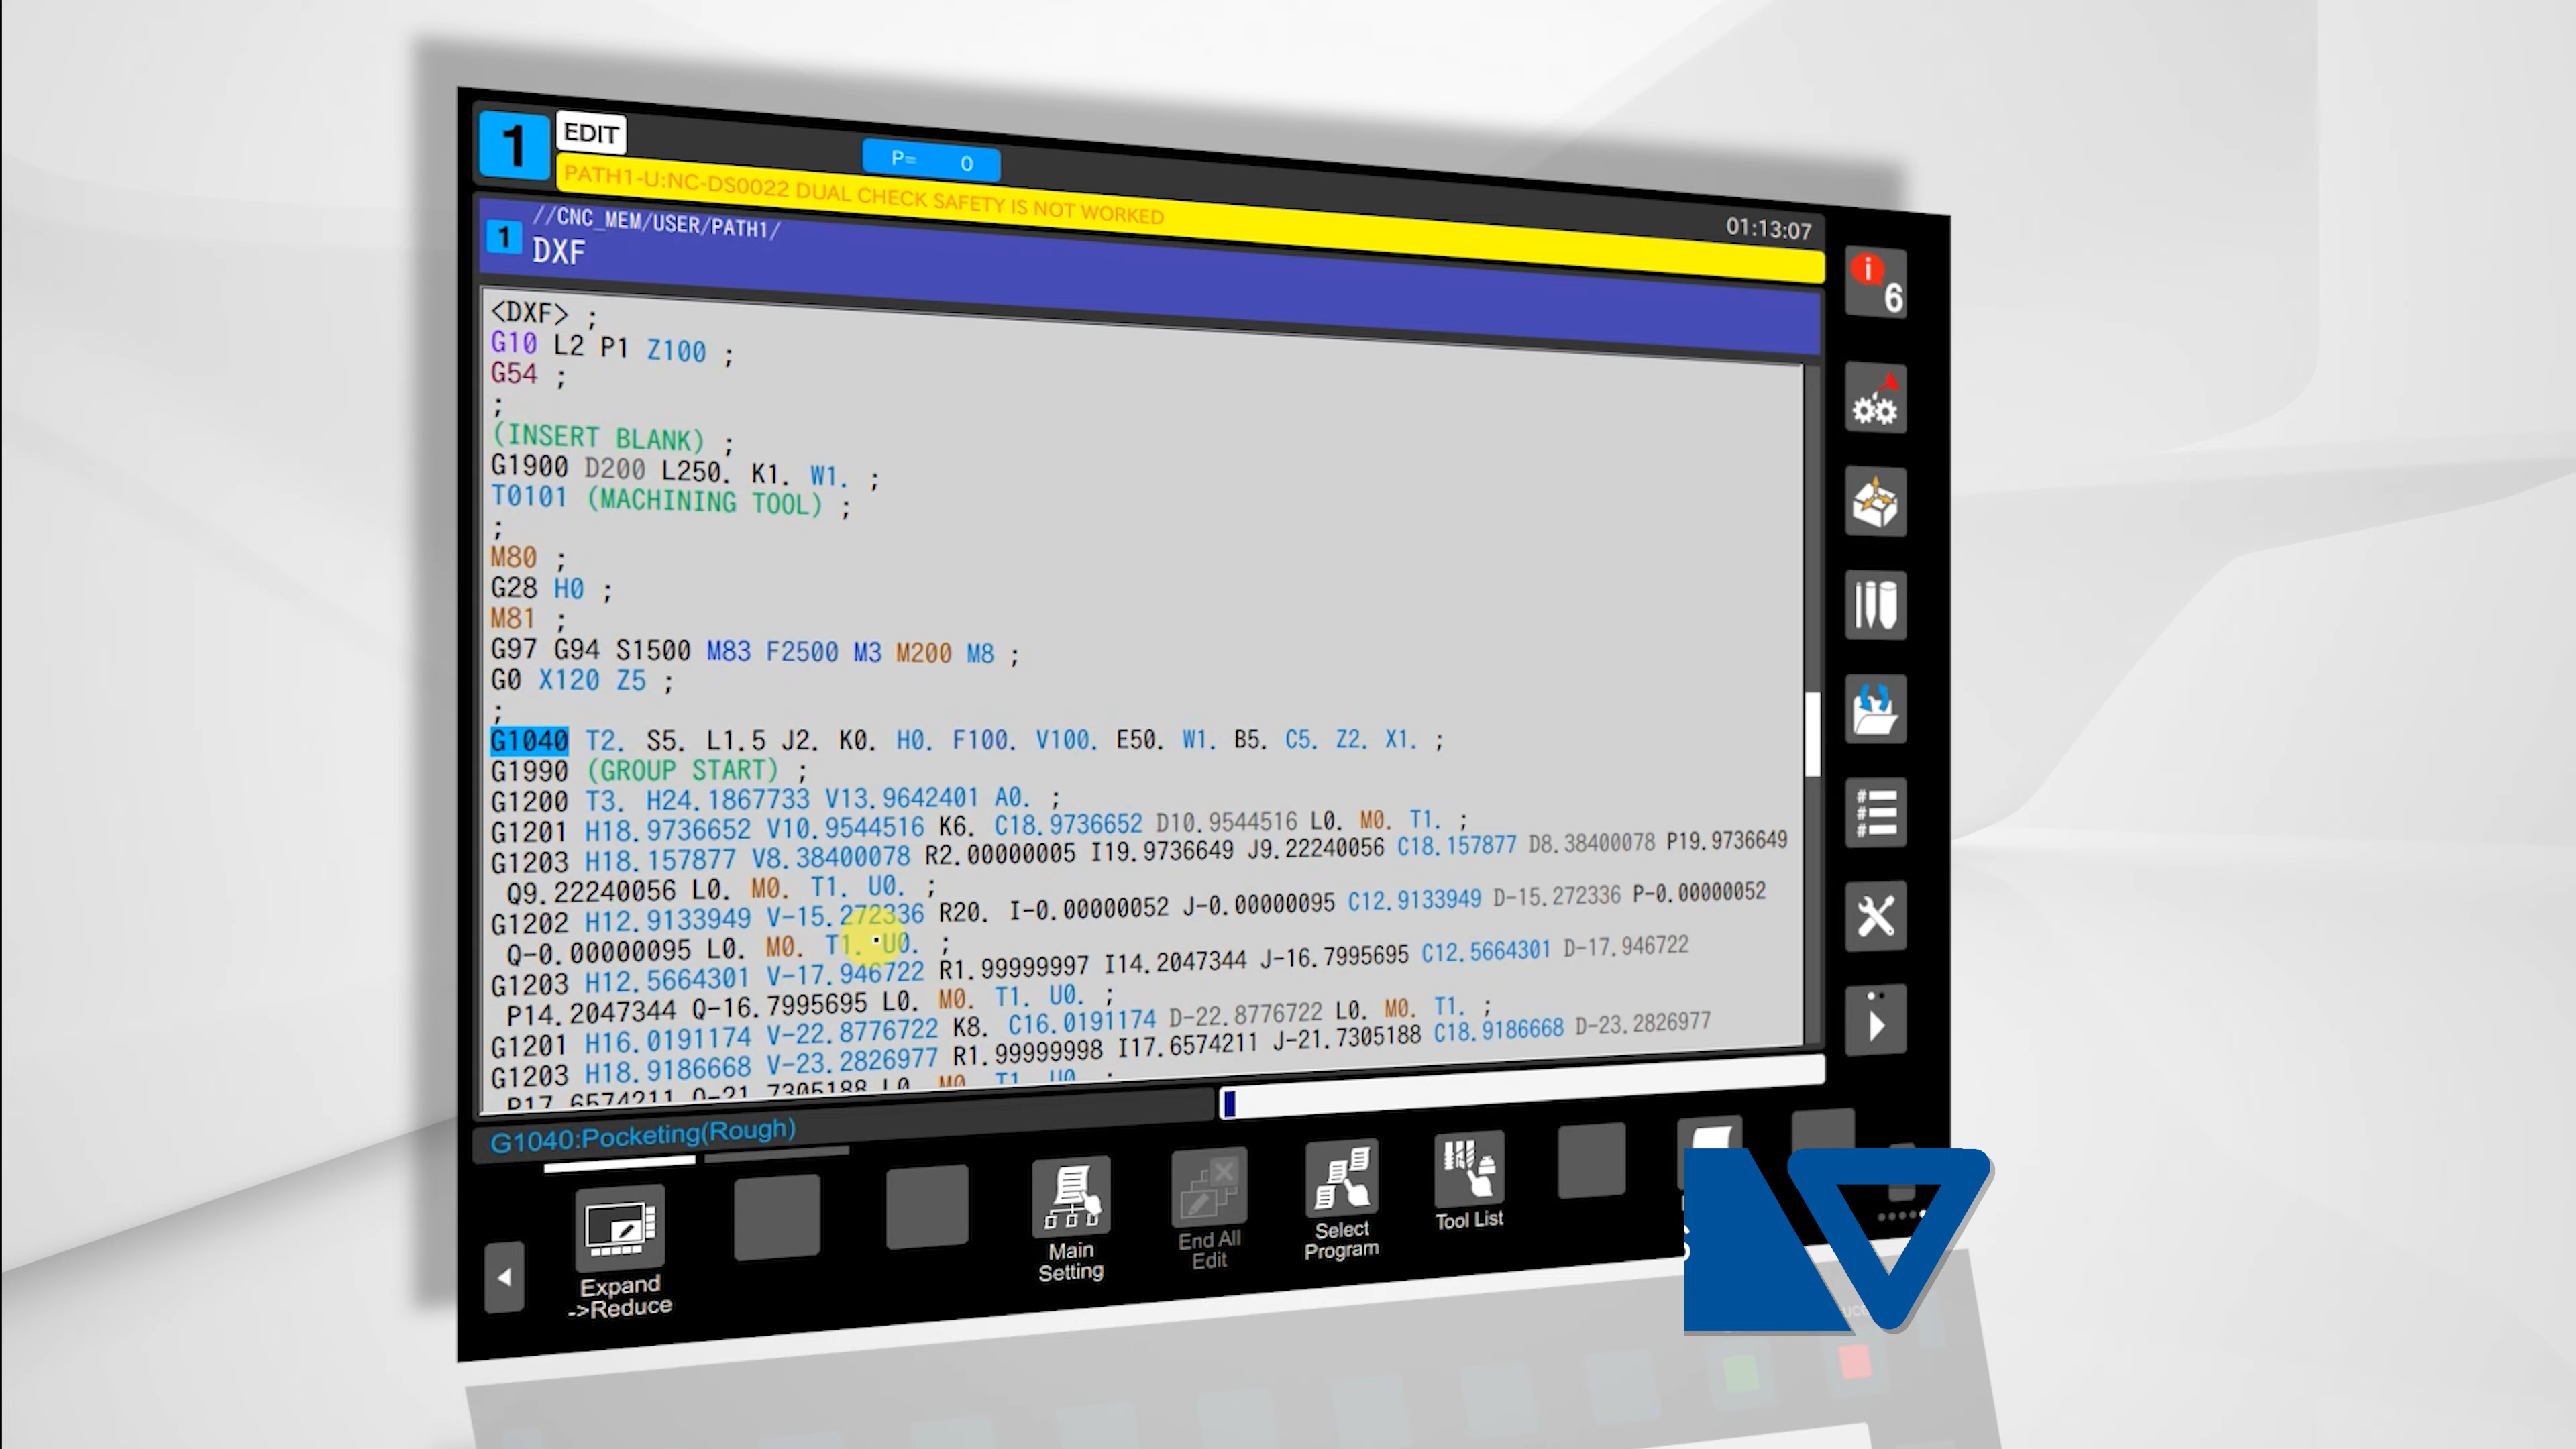 1
EDIT
P= 0
PATH1-U:NC-DS0022 DUAL CHECK SAFETY IS NOT WORKED
01:13:07
//CNC_MEM/USER/PATH1/
1
DXF
6
<DXF> ;
G10 L2 P1 Z100 ;
G54 ;
;
(INSERT BLANK) ;
G1900 D200 L250. K1. W1. ;
T0101 (MACHINING TOOL) ;
;
M80 ;
G28 H0 ;
M81 ;
G97 G94 S1500 M83 F2500 M3 M200 M8 ;
G0 X120 Z5 ;
;
G1040 T2. S5. L1.5 J2. K0. H0. F100. V100. E50. W1. B5. C5. Z2. X1. ;
G1990 (GROUP START) ;
G1200 T3. H24.1867733 V13.9642401 A0. ;
G1201 H18.9736652 V10.9544516 K6. C18.9736652 D10.9544516 L0. M0. T1. ;
G1203 H18.157877 V8.38400078 R2.00000005 I19.9736649 J9.22240056 C18.157877 D8.38400078 P19.9736649
Q9.22240056 L0. M0. T1. U0. ;
G1202 H12.9133949 V-15.272336 R20. I-0.00000052 J-0.00000095 C12.9133949 D-15.272336 P-0.00000052
Q-0.00000095 L0. M0. T1. U0. ;
G1203 H12.5664301 V-17.946722 R1.99999997 I14.2047344 J-16.7995695 C12.5664301 D-17.946722
P14.2047344 Q-16.7995695 L0. M0. T1. U0. ;
G1201 H16.0191174 V-22.8776722 K8. C16.0191174 D-22.8776722 L0. M0. T1. ;
G1203 H18.9186668 V-23.2826977 R1.99999998 I17.6574211 J-21.7305188 C18.9186668 D-23.2826977
P17.6574211 Q-21.7305188 L0. M0. T1. U0. ;
G1040:Pocketing(Rough)
Expand
->Reduce
Main
Setting
End All
Edit
Select
Program
Tool List